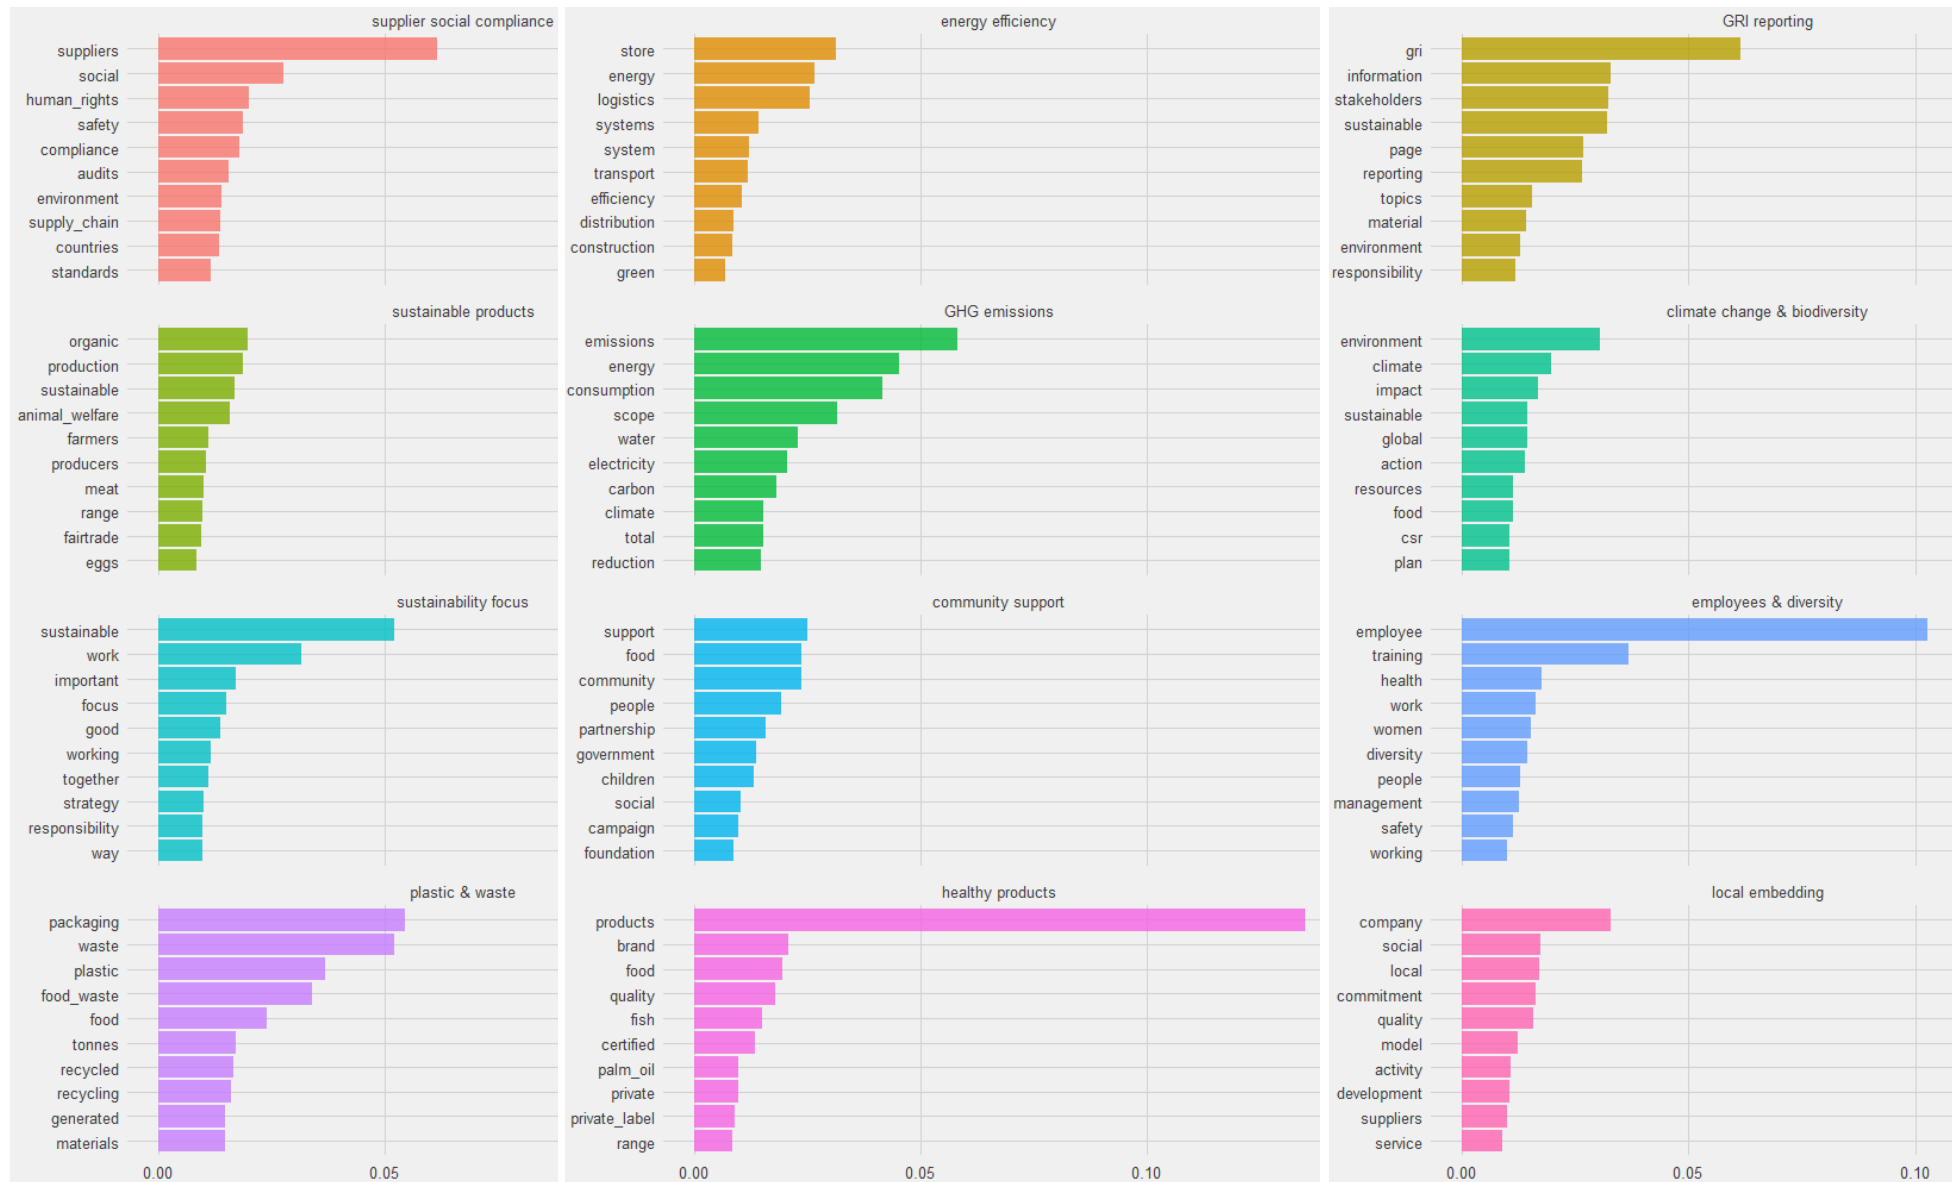 supplier social compliance
suppliers
social
human_rights
safety
compliance
audits
environment
supply_chain
countries
standards
energy efficiency
store
energy
logistics
systems
system
transport
efficiency
distribution
construction
green
GRI reporting
gri
information
stakeholders
sustainable
page
reporting
topics
material
environment
responsibility
sustainable products
organic
production
sustainable
animal_welfare
farmers
producers
meat
range
fairtrade
eggs
GHG emissions
emissions
energy
consumption
scope
water
electricity
carbon
climate
total
reduction
climate change & biodiversity
environment
climate
impact
sustainable
global
action
resources
food
csr
plan
sustainability focus
sustainable
work
important
focus
good
working
together
strategy
responsibility
way
community support
support
food
community
people
partnership
government
children
social
campaign
foundation
employees & diversity
employee
training
health
work
women
diversity
people
management
safety
working
plastic & waste
packaging
waste
plastic
food_waste
food
tonnes
recycled
recycling
generated
materials
0.00 0.05
healthy products
products
brand
food
quality
fish
certified
palm_oil
private
private_label
range
0.00 0.05 0.10
local embedding
company
social
local
commitment
quality
model
activity
development
suppliers
service
0.00 0.05 0.10